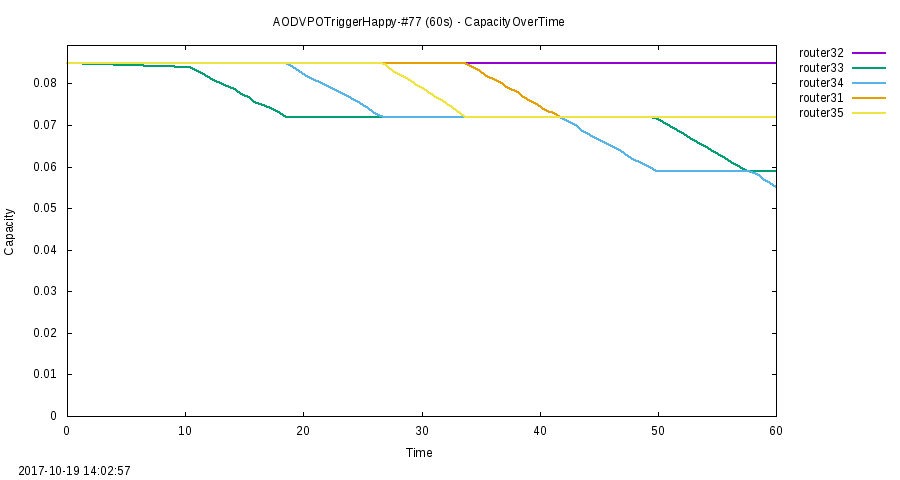 AODVPOTriggerHappy-#77 (60s) - CapacityOverTime
router32
router33
router34
router31
router35
0.08
0.07
0.06
0.05
0.04
0.03
0.02
0.01
0
Capacity
0 10 20 30 40 50 60
Time
2017-10-19 14:02:57